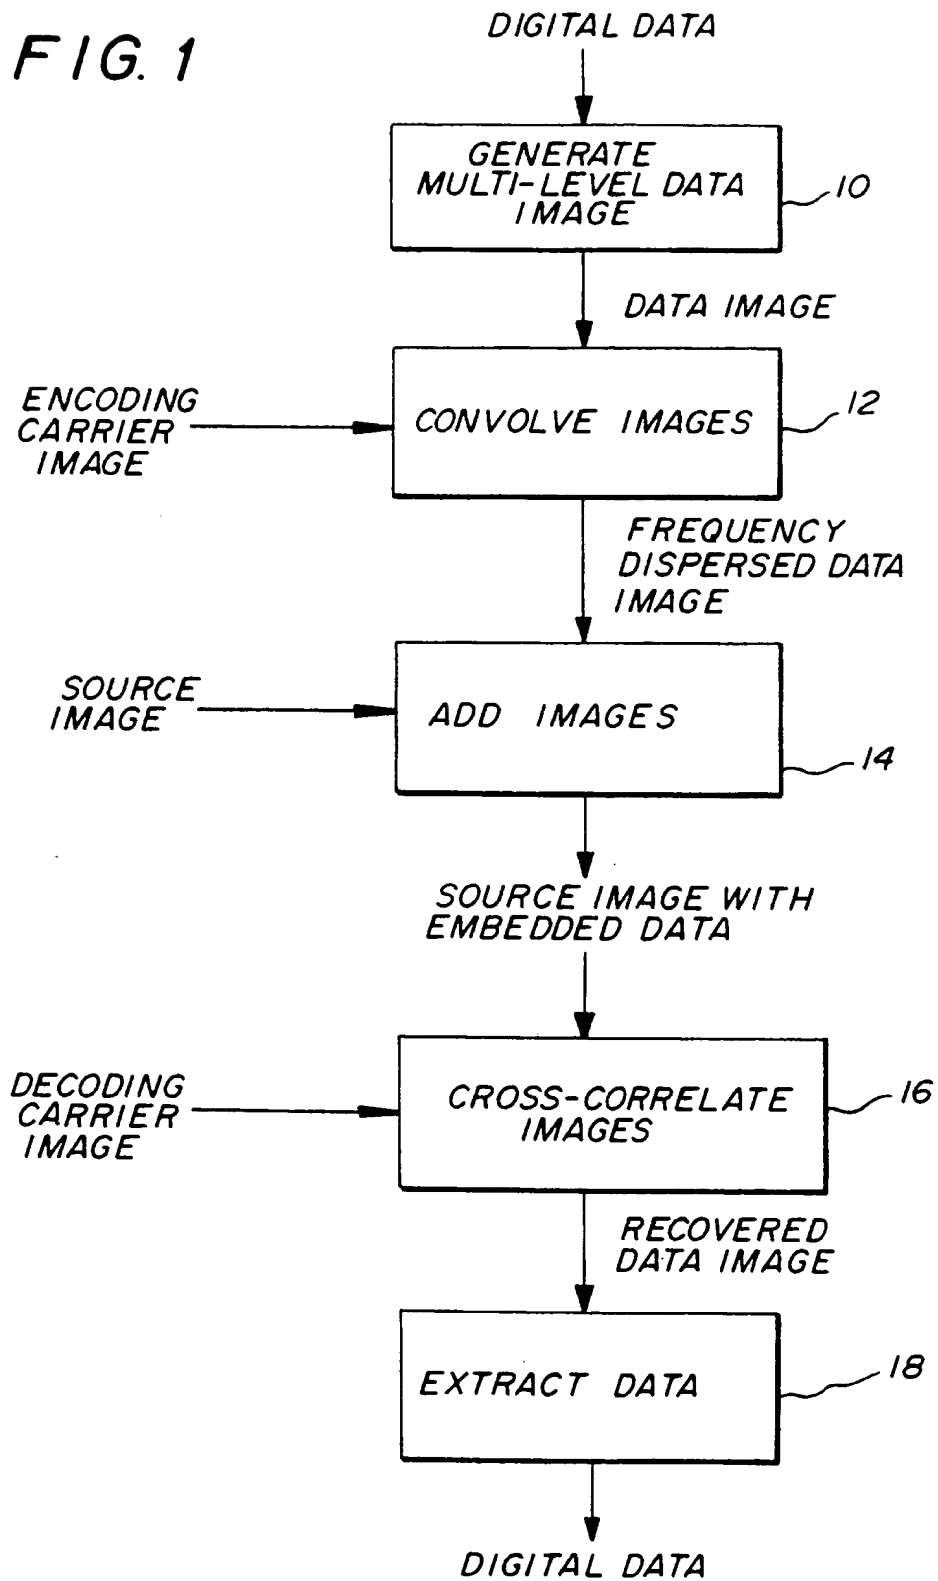 FIG. 1
DIGITAL DATA
GENERATE
MULTI-LEVEL DATA
IMAGE
10
DATA IMAGE
ENCODING
CARRIER
IMAGE
CONVOLVE IMAGES
12
FREQUENCY
DISPERSED DATA
IMAGE
SOURCE
IMAGE
ADD IMAGES
14
SOURCE IMAGE WITH
EMBEDDED DATA
DECODING
CARRIER
IMAGE
CROSS-CORRELATE
IMAGES
16
RECOVERED
DATA IMAGE
EXTRACT DATA
18
DIGITAL DATA